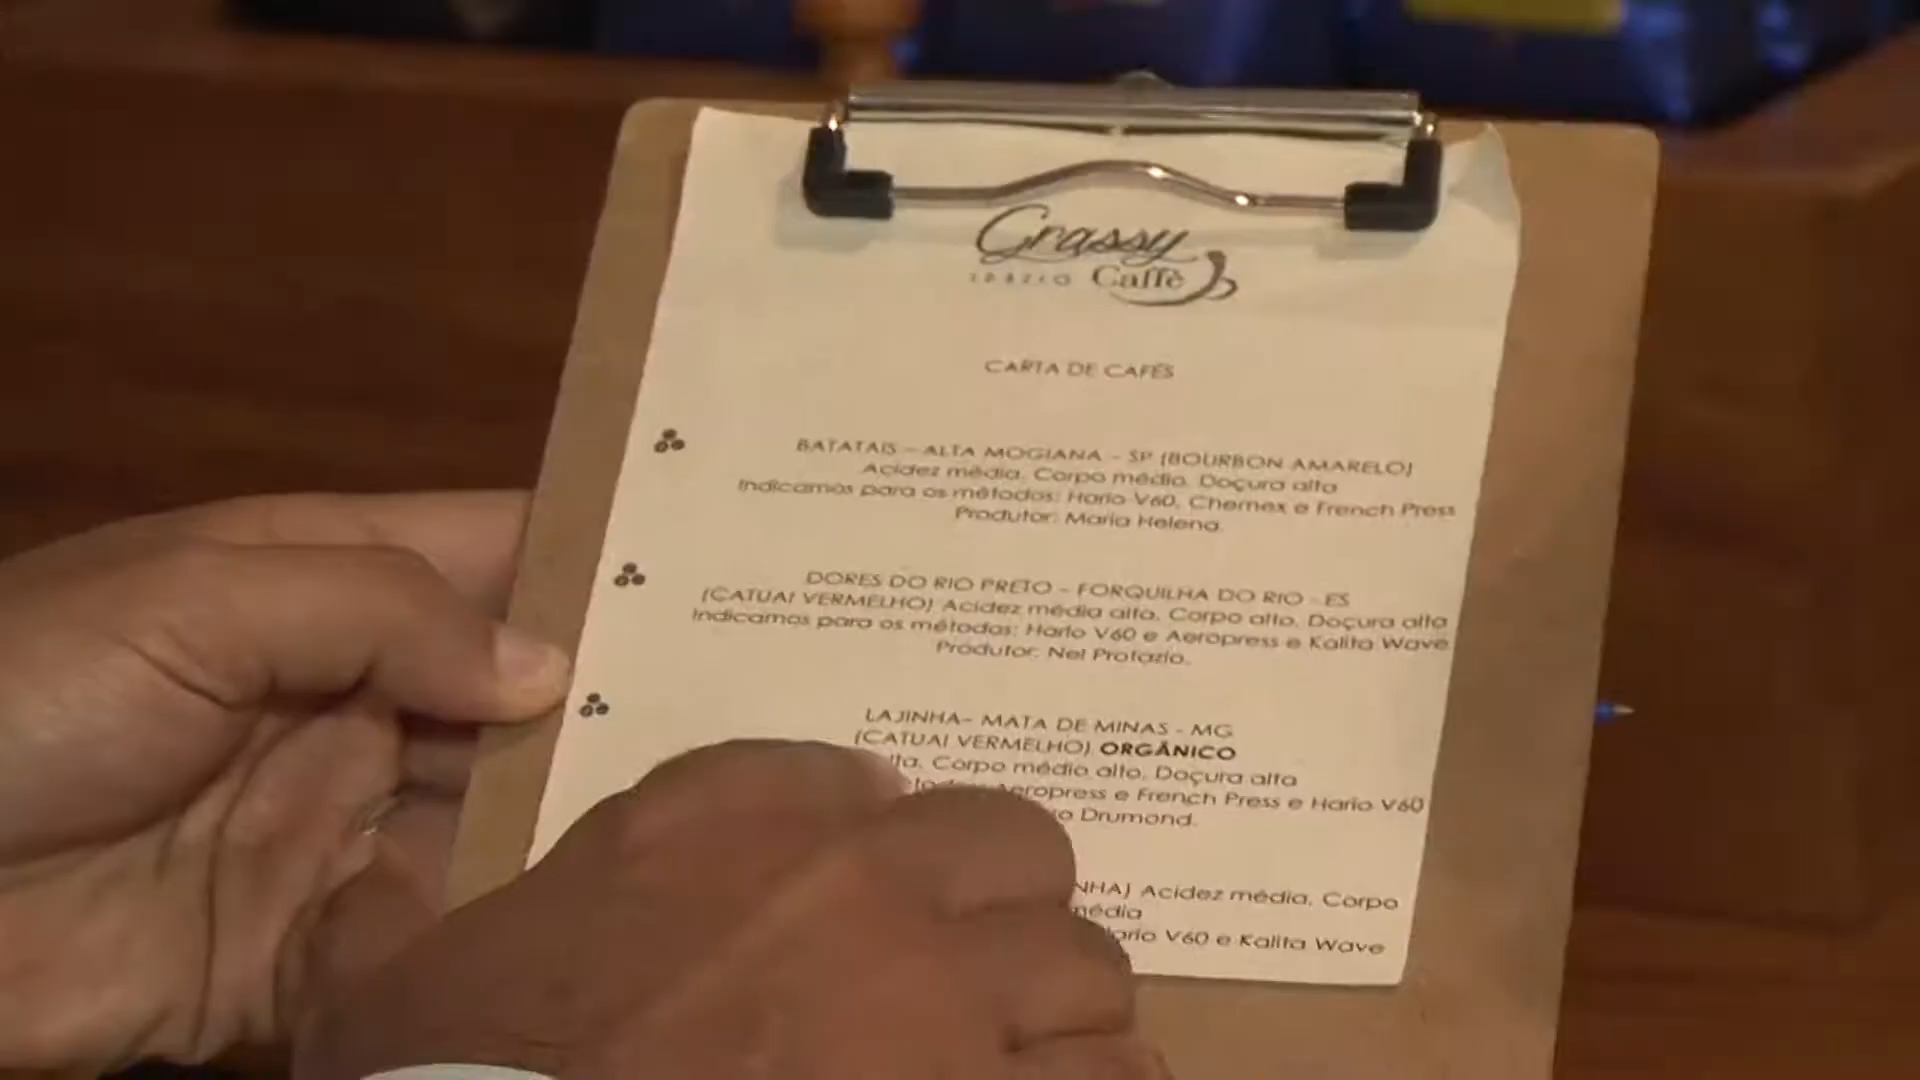 Grassy
SPAZIO Caffè
CARTA DE CAFÉS
BATATAIS – ALTA MOGIANA - SP (BOURBON AMARELO)
Acidez média, Corpo médio, Doçura alta
Indicamos para os métodos: Hario V60, Chemex e French Press
Produtor: Maria Helena.
DORES DO RIO PRETO – FORQUILHA DO RIO - ES
(CATUAI VERMELHO) Acidez média alta, Corpo alto, Doçura alta
Indicamos para os métodos: Hario V60 e Aeropress e Kalita Wave
Produtor: Nel Protazio.
LAJINHA– MATA DE MINAS - MG
(CATUAI VERMELHO) ORGÂNICO
Corpo médio alto, Doçura alta
Aeropress e French Press e Hario V60
Drumond.
Acidez média, Corpo
média
Hario V60 e Kalita Wave